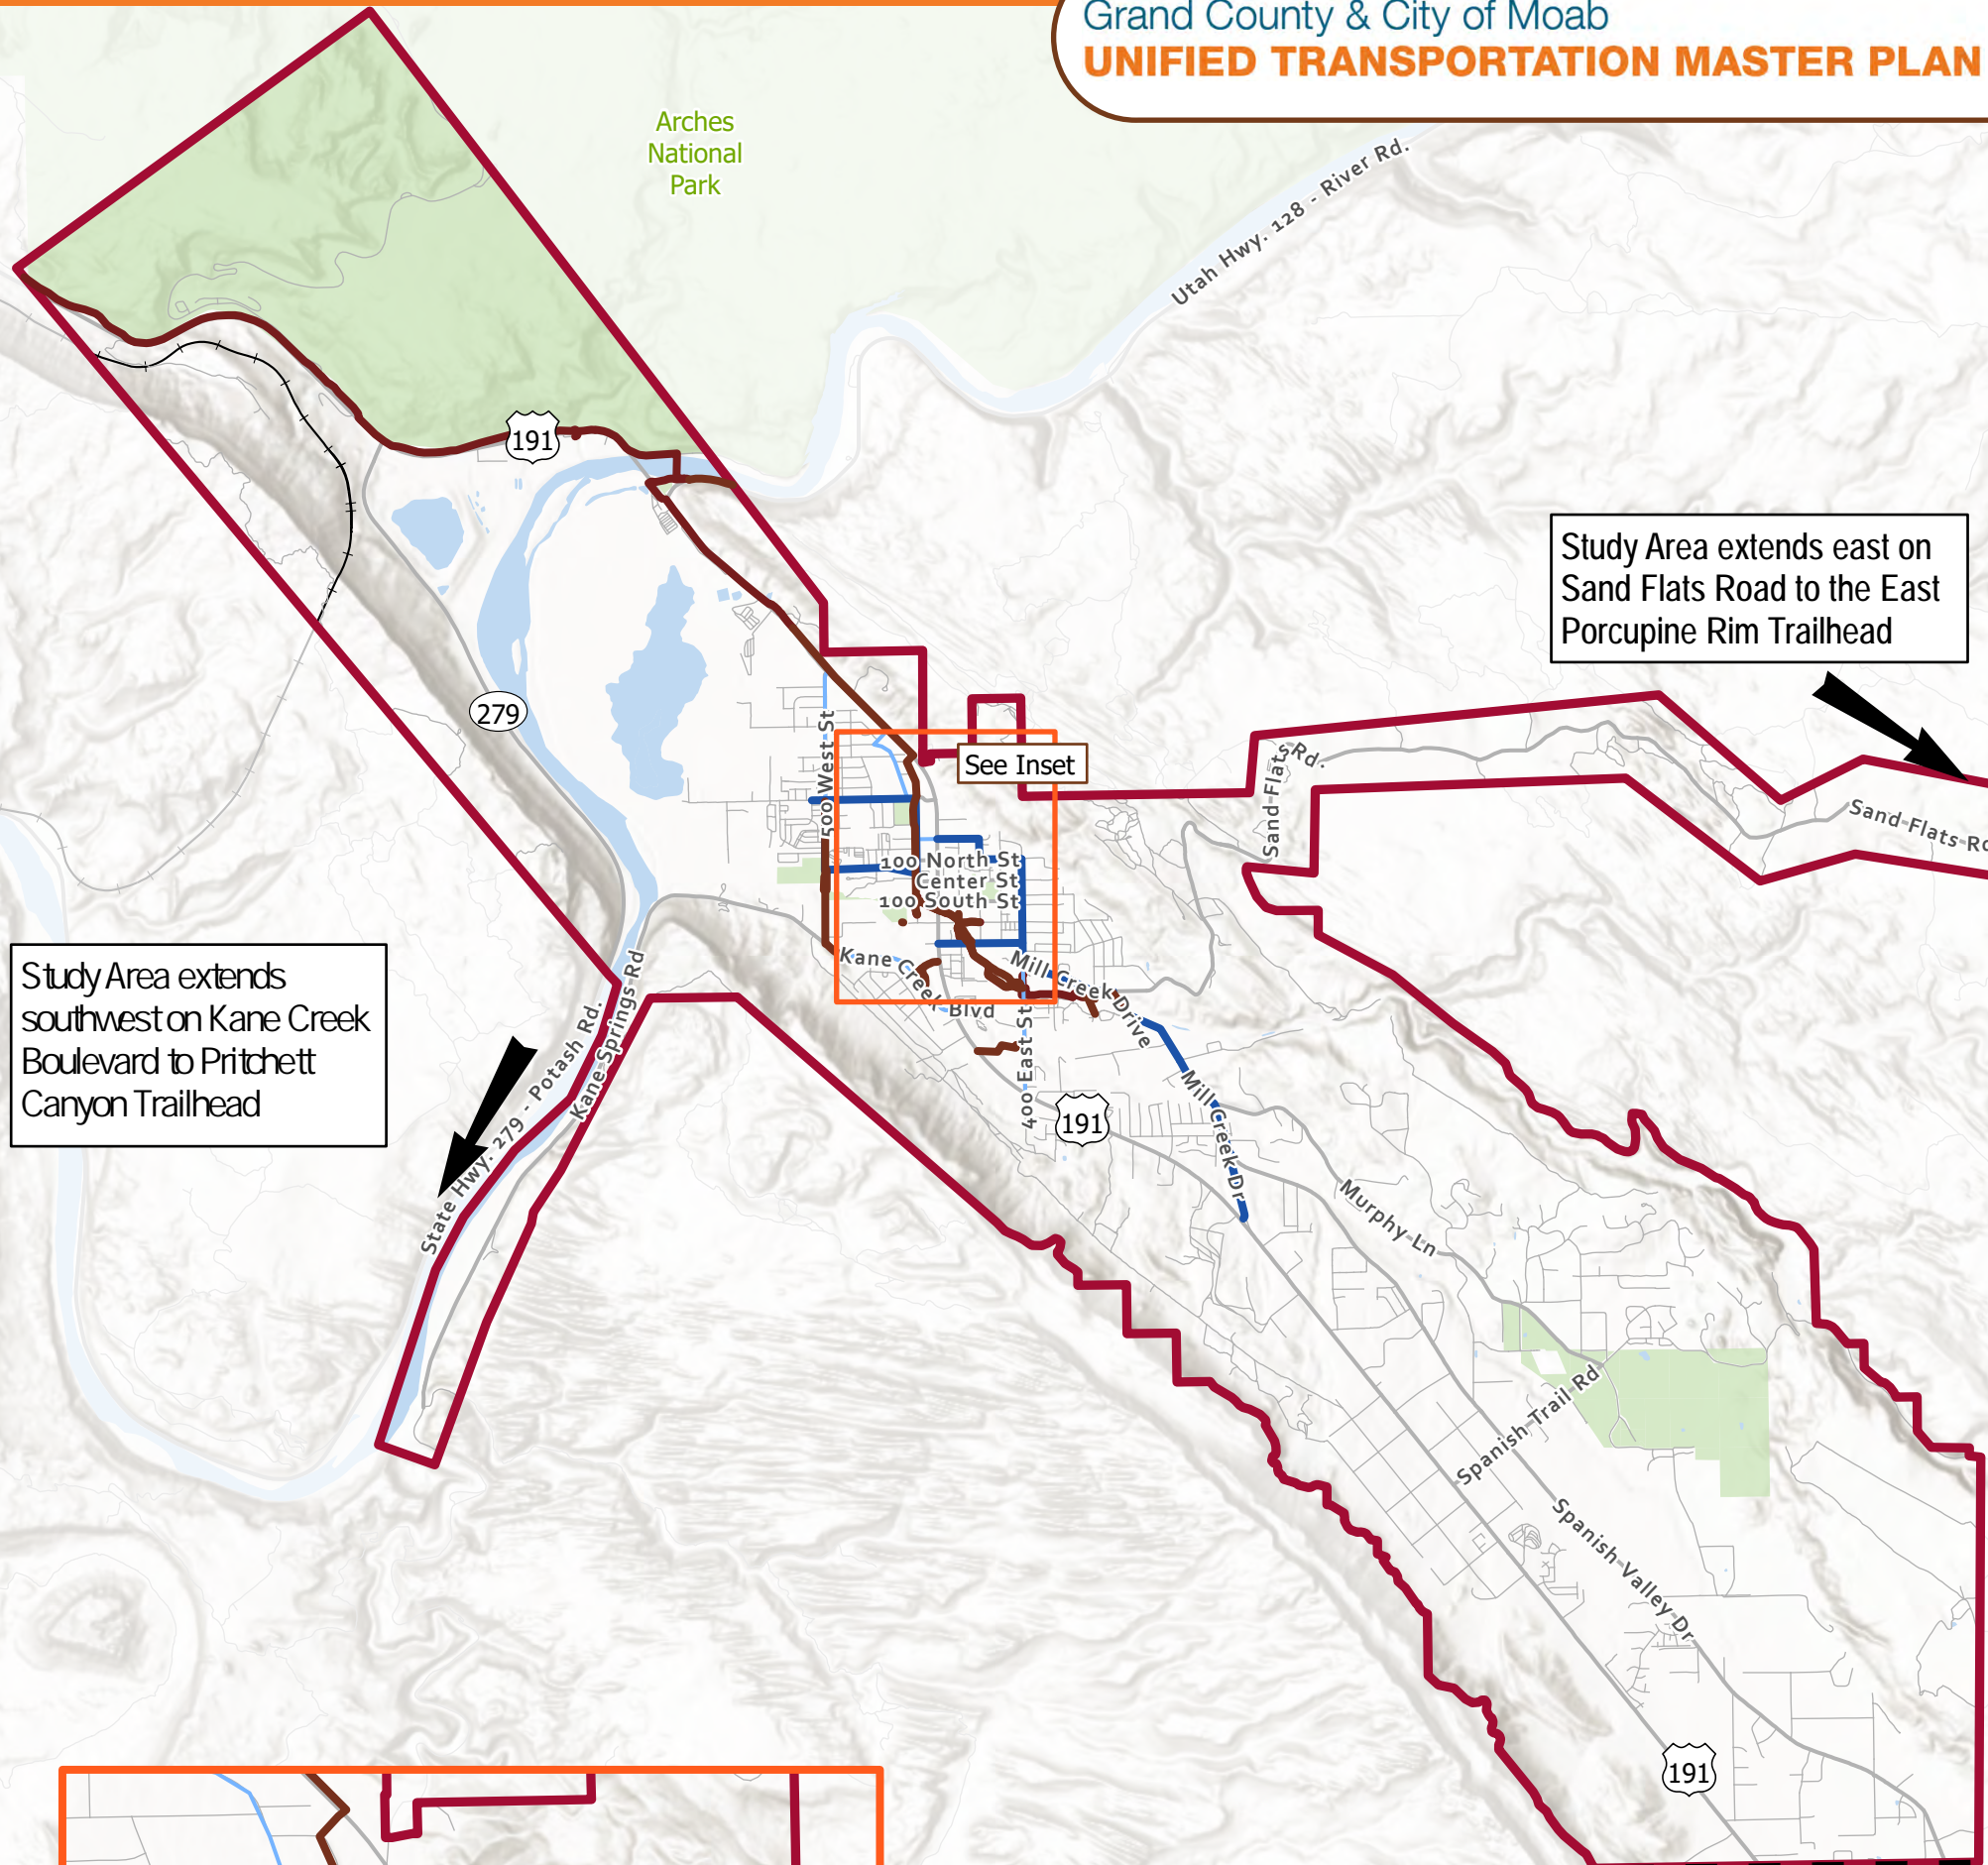 Grand County & City of Moab
UNIFIED TRANSPORTATION MASTER PLAN
Arches
National
Park
Utah Hwy. 128 - River Rd.
191
Study Area extends east on
Sand Flats Road to the East
Porcupine Rim Trailhead
279
500 West St
See Inset
Sand Flats Rd.
Sand Flats
100 North St
Center St
100 South St
Kane Creek Blvd
Mill Creek Drive
Study Area extends
southwest on Kane Creek
Boulevard to Pritchett
Canyon Trailhead
State Hwy. 279 - Potash Rd.
Kane Springs Rd
400 East St
191
Mill Creek Dr
Murphy Ln
Spanish Trail Rd
Spanish Valley Dr
191